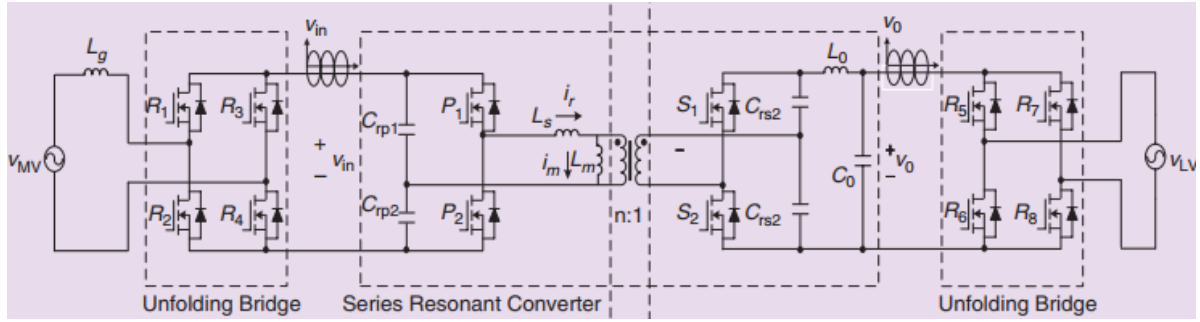 v_in
v_0
L_g
L_0
R_1
R_3
P_1
i_r
S_1
C_rs2
R_5
R_7
C_rp1
L_s
v_MV
+
v_in
−
i_m
L_m
-
C_0
+
v_0
−
v_LV
C_rp2
R_2
R_4
P_2
n:1
S_2
C_rs2
R_6
R_8
Unfolding Bridge
Series Resonant Converter
Unfolding Bridge